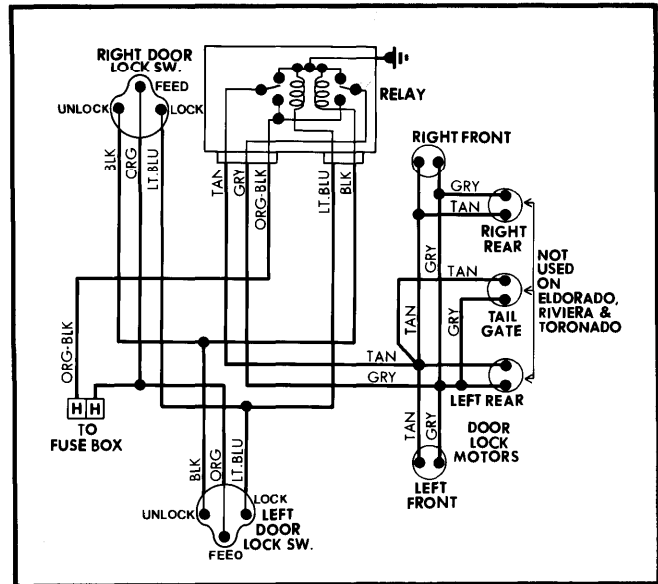 RIGHT DOOR
LOCK SW.
FEED
UNLOCK
LOCK
RELAY
BLK
CRG
LT.BLU
TAN
GRY
ORG-BLK
LT.BLU
BLK
RIGHT FRONT
GRY
TAN
RIGHT
REAR
GRY
TAN
TAN
GRY
TAIL
GATE
NOT
USED
ON
ELDORADO,
RIVIERA &
TORONADO
TAN
GRY
LEFT REAR
ORG-BLK
H H
TO
FUSE BOX
TAN
GRY
DOOR
LOCK
MOTORS
LEFT
FRONT
BLK
ORG
LT.BLU
UNLOCK
LOCK
LEFT
DOOR
LOCK SW.
FEEO